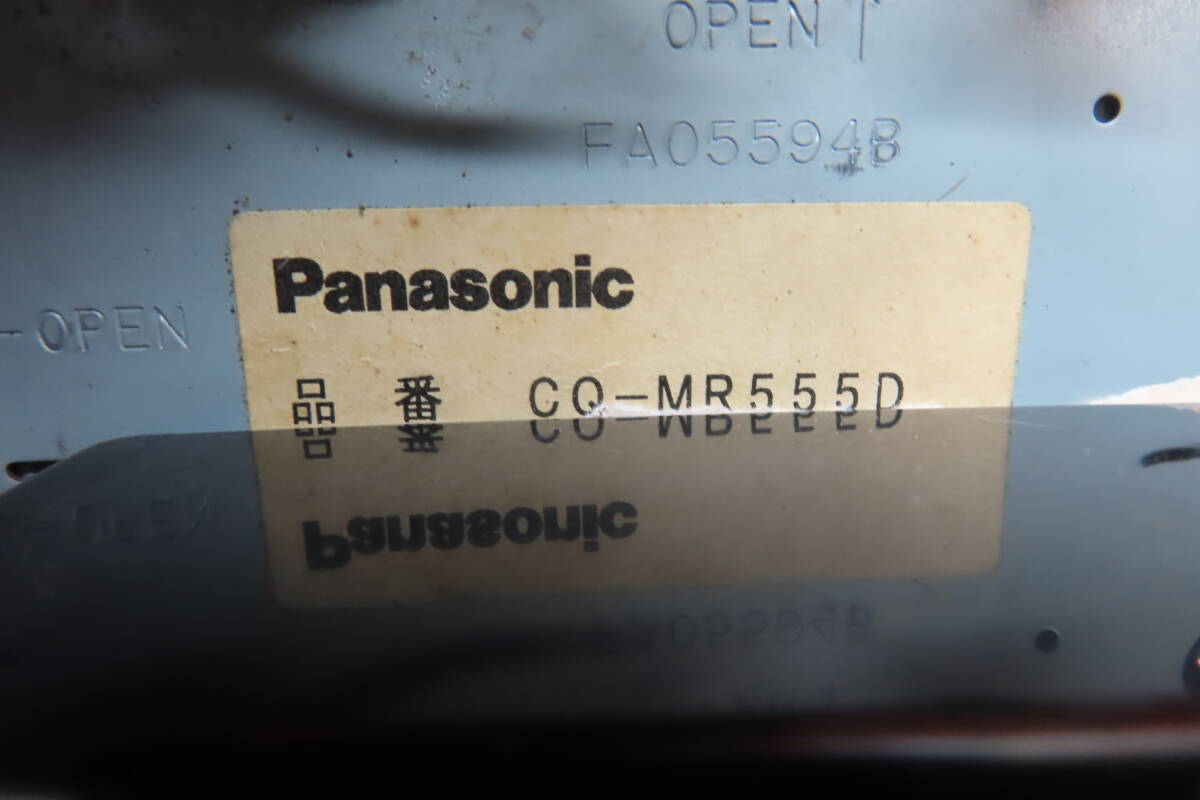 OPEN ↑
FA05594B
-OPEN
Panasonic
品 番 CQ-MR555D